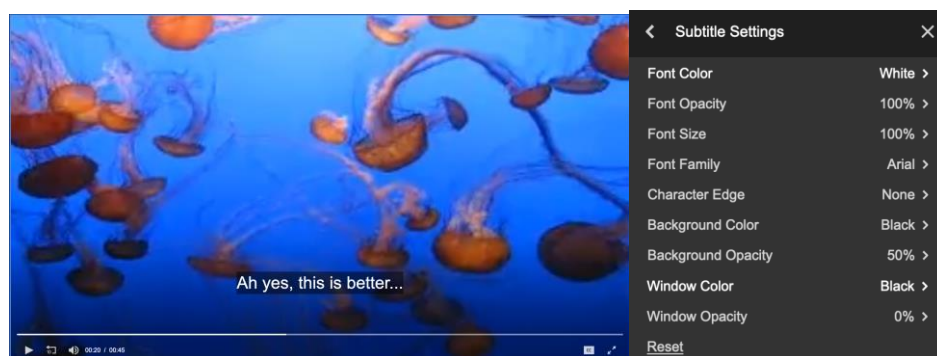 Ah yes, this is better...
00:20 / 00:45
Subtitle Settings
Font Color White
Font Opacity 100%
Font Size 100%
Font Family Arial
Character Edge None
Background Color Black
Background Opacity 50%
Window Color Black
Window Opacity 0%
Reset